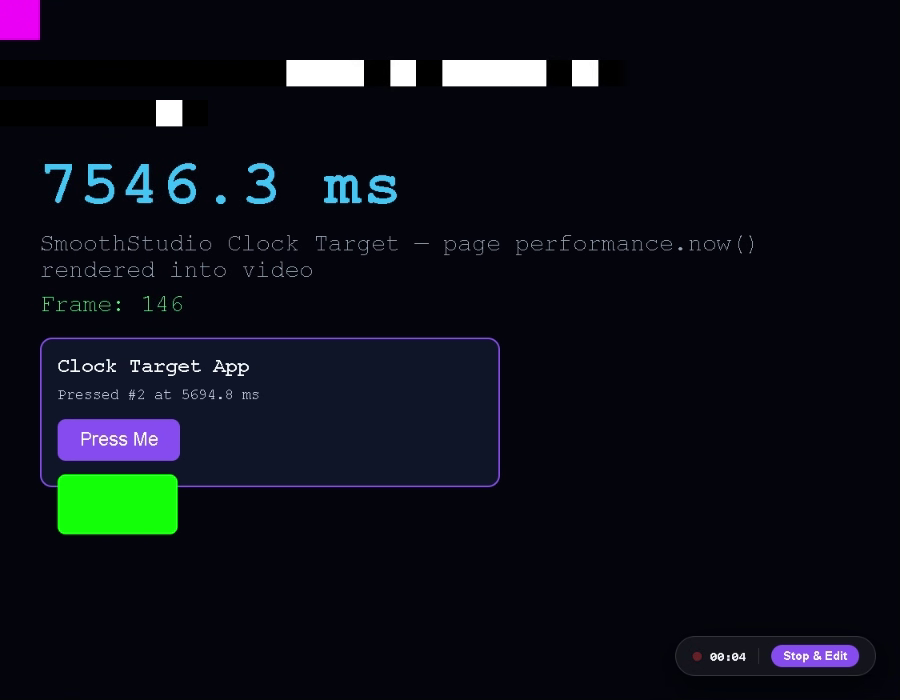 7546.3 ms
SmoothStudio Clock Target — page performance.now()
rendered into video
Frame: 146
Clock Target App
Pressed #2 at 5694.8 ms
Press Me
00:04 Stop & Edit